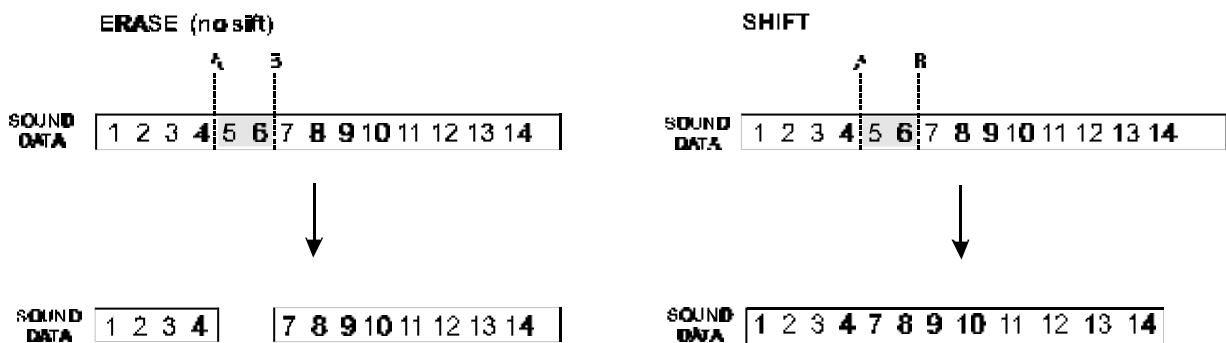 ERASE (no sift)
A B
SOUND
DATA
1 2 3 4 5 6 7 8 9 10 11 12 13 14
SOUND
DATA
1 2 3 4 7 8 9 10 11 12 13 14
SHIFT
A B
SOUND
DATA
1 2 3 4 5 6 7 8 9 10 11 12 13 14
SOUND
DATA
1 2 3 4 7 8 9 10 11 12 13 14